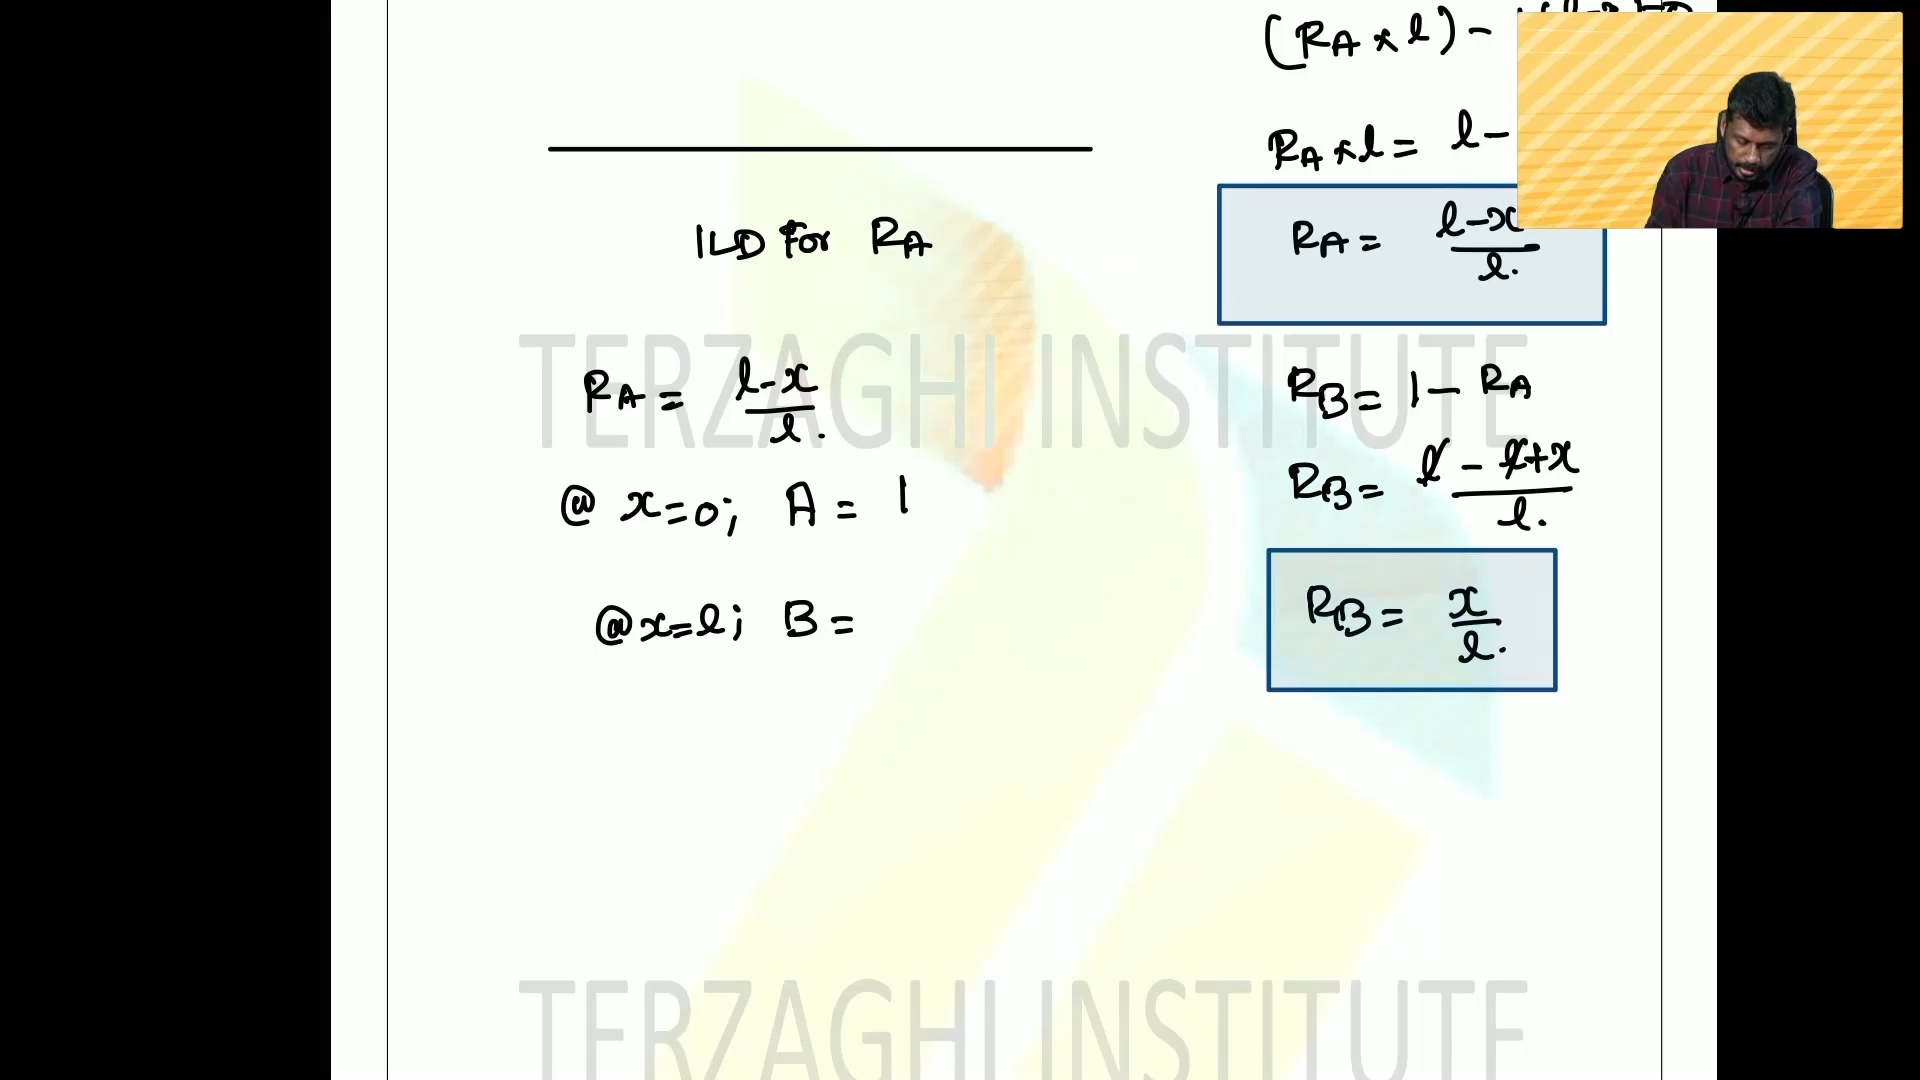 (RA × l) -
RA × l = l -
ILD For RA
RA = l-x/l.
RA = l-x/l.
@ x=0; A = 1
@ x=l; B =
RB = 1 - RA
RB = l - l+x/l.
RB = x/l.
TERZAGHI INSTITUTE
TERZAGHI INSTITUTE